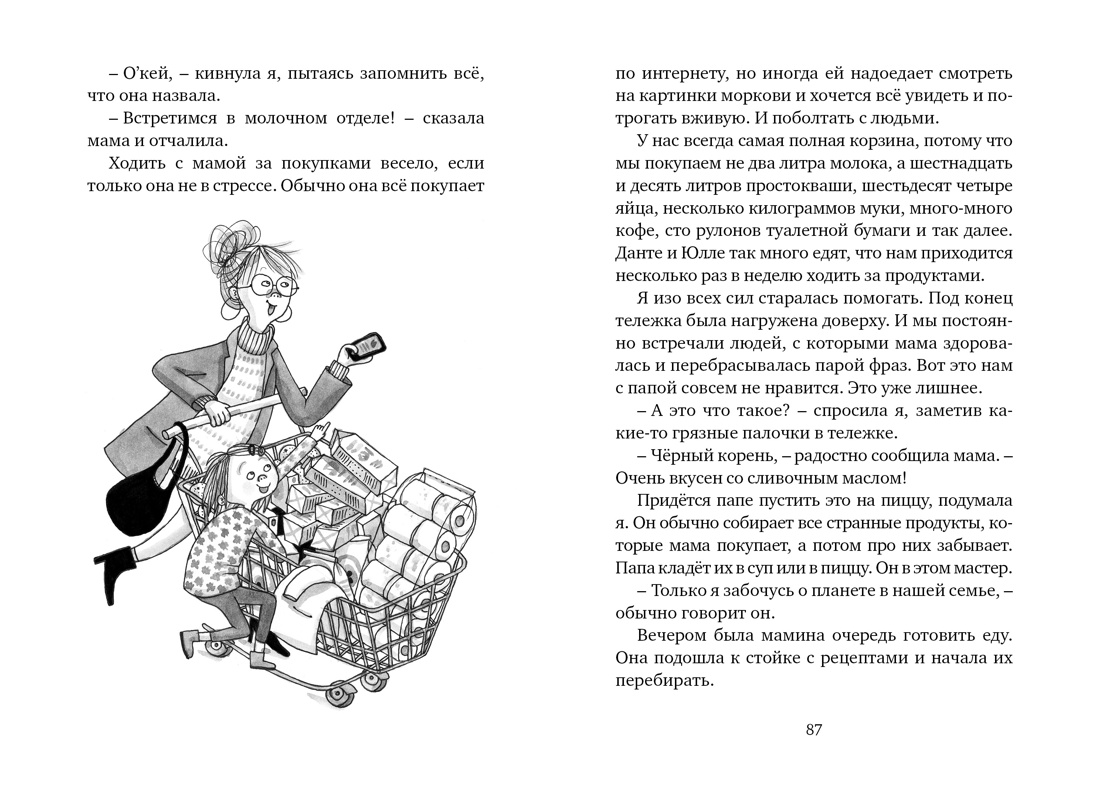 – О’кей, – кивнула я, пытаясь запомнить всё,
что она назвала.
– Встретимся в молочном отделе! – сказала
мама и отчалила.
Ходить с мамой за покупками весело, если
только она не в стрессе. Обычно она всё покупает
по интернету, но иногда ей надоедает смотреть
на картинки моркови и хочется всё увидеть и по-
трогать вживую. И поболтать с людьми.
У нас всегда самая полная корзина, потому что
мы покупаем не два литра молока, а шестнадцать
и десять литров простокваши, шестьдесят четыре
яйца, несколько килограммов муки, много-много
кофе, сто рулонов туалетной бумаги и так далее.
Данте и Юлле так много едят, что нам приходится
несколько раз в неделю ходить за продуктами.
Я изо всех сил старалась помогать. Под конец
тележка была нагружена доверху. И мы постоян-
но встречали людей, с которыми мама здорова-
лась и перебрасывалась парой фраз. Вот это нам
с папой совсем не нравится. Это уже лишнее.
– А это что такое? – спросила я, заметив ка-
кие-то грязные палочки в тележке.
– Чёрный корень, – радостно сообщила мама. –
Очень вкусен со сливочным маслом!
Придётся папе пустить это на пиццу, подумала
я. Он обычно собирает все странные продукты, ко-
торые мама покупает, а потом про них забывает.
Папа кладёт их в суп или в пиццу. Он в этом мастер.
– Только я забочусь о планете в нашей семье, –
обычно говорит он.
Вечером была мамина очередь готовить еду.
Она подошла к стойке с рецептами и начала их
перебирать.
87